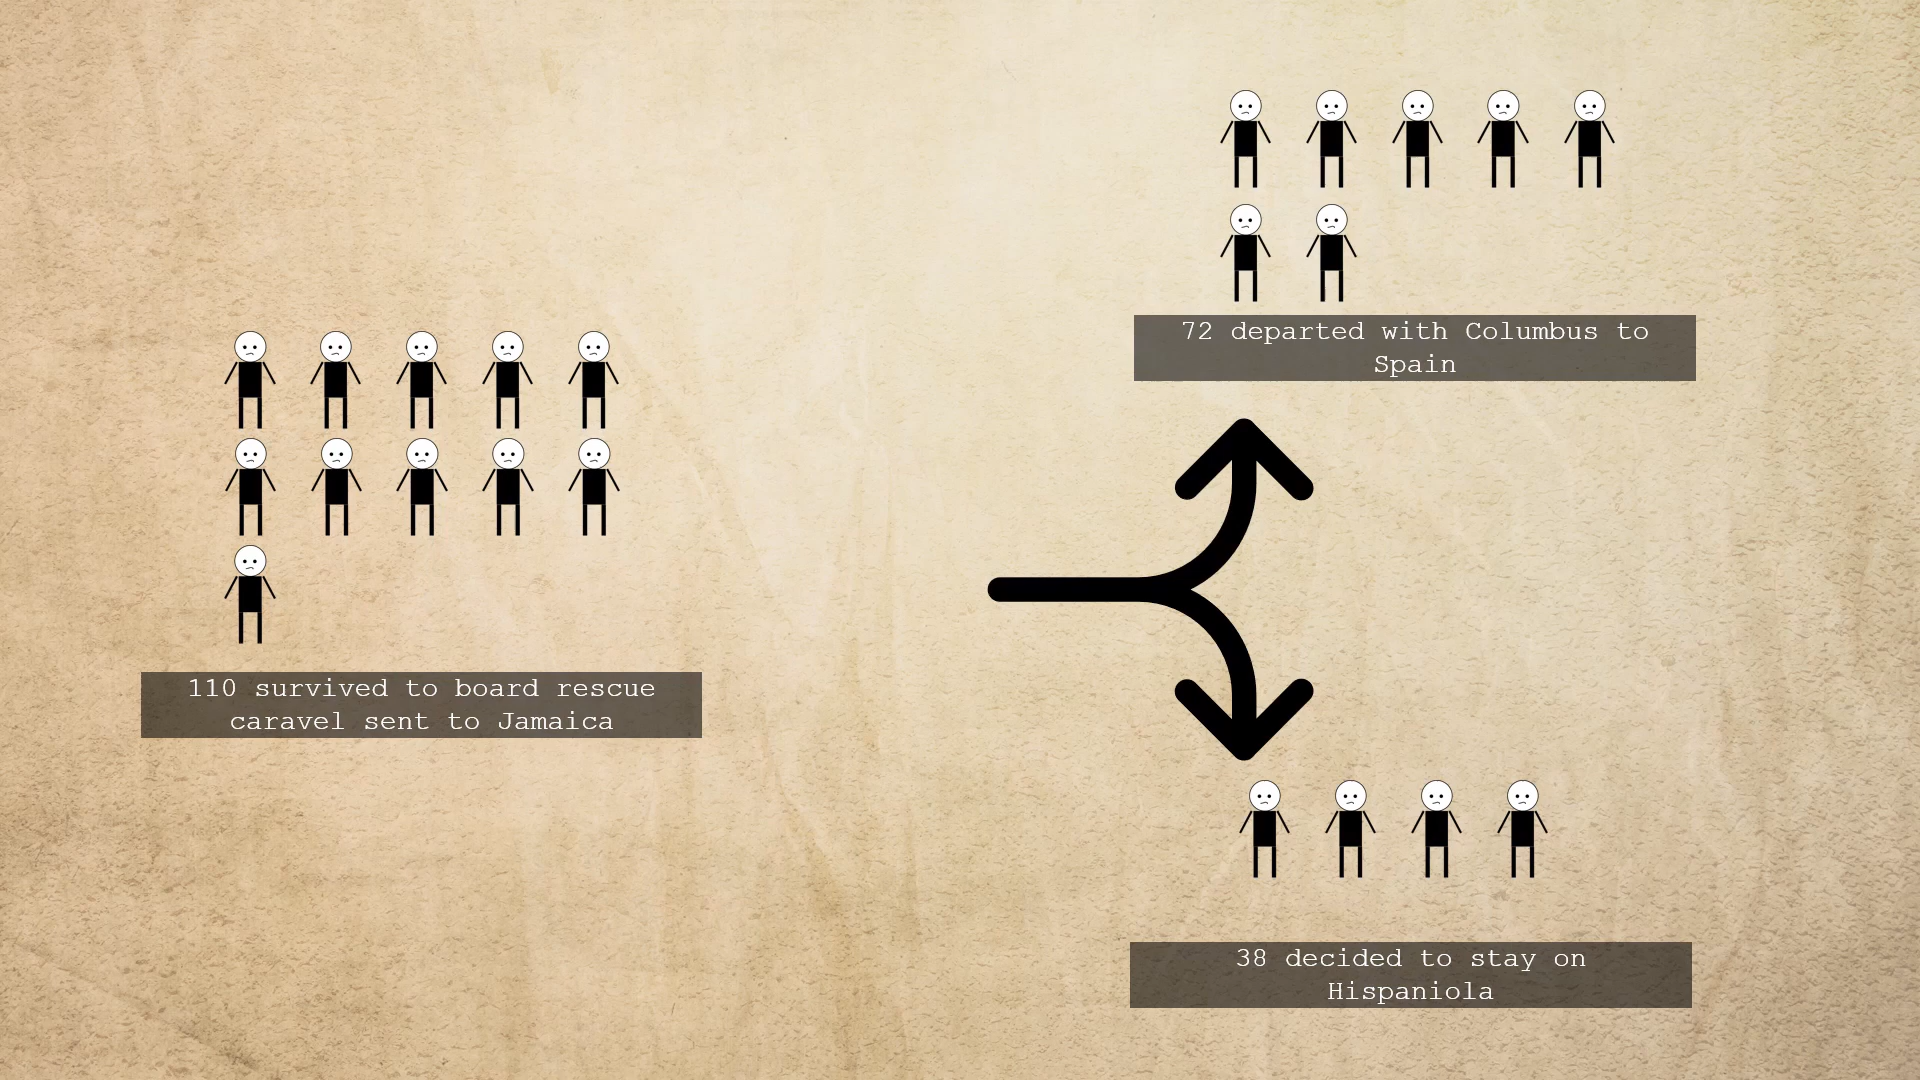 110 survived to board rescue
caravel sent to Jamaica
72 departed with Columbus to
Spain
38 decided to stay on
Hispaniola